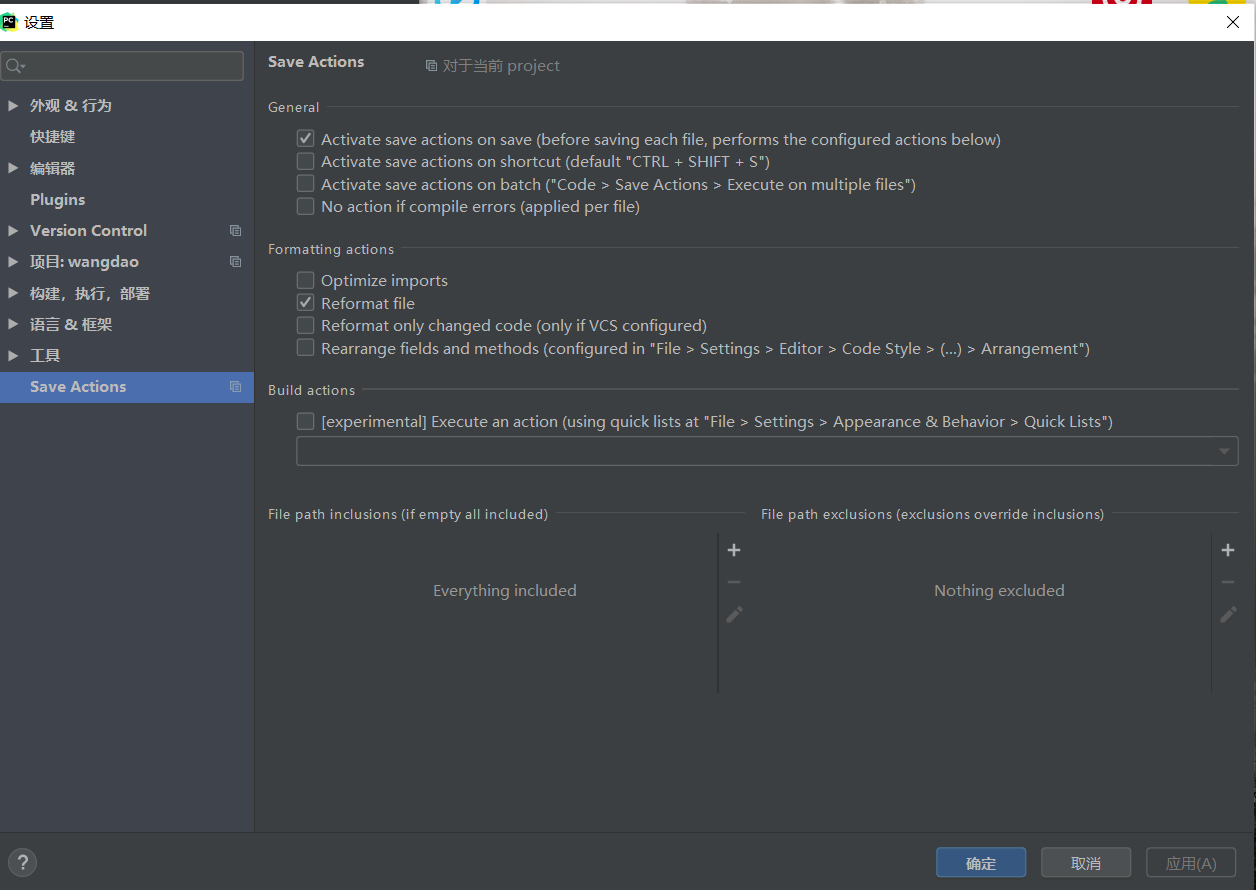 PC 设置
Save Actions
对于当前 project
外观 & 行为
快捷键
编辑器
Plugins
Version Control
项目: wangdao
构建，执行，部署
语言 & 框架
工具
Save Actions
General
Activate save actions on save (before saving each file, performs the configured actions below)
Activate save actions on shortcut (default "CTRL + SHIFT + S")
Activate save actions on batch ("Code > Save Actions > Execute on multiple files")
No action if compile errors (applied per file)
Formatting actions
Optimize imports
Reformat file
Reformat only changed code (only if VCS configured)
Rearrange fields and methods (configured in "File > Settings > Editor > Code Style > (...) > Arrangement")
Build actions
[experimental] Execute an action (using quick lists at "File > Settings > Appearance & Behavior > Quick Lists")
File path inclusions (if empty all included)
Everything included
File path exclusions (exclusions override inclusions)
Nothing excluded
?
确定
取消
应用(A)